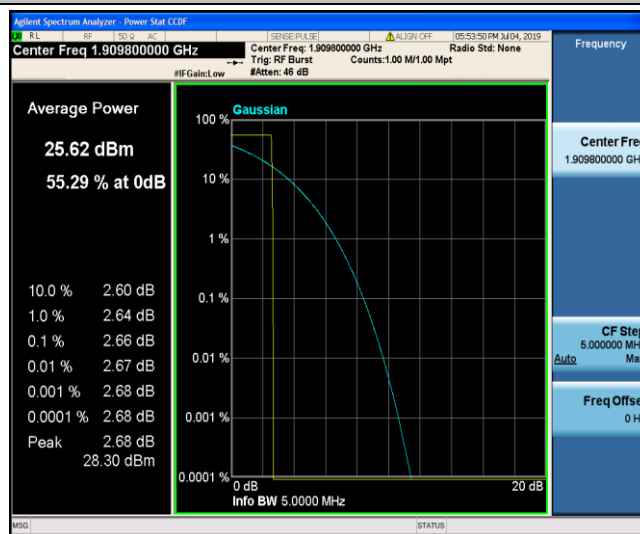 Agilent Spectrum Analyzer - Power Stat CCDF
RL RF 50 Ω AC SENSE:PULSE ALIGN OFF 05:53:50 PM Jul 04, 2019
Center Freq 1.909800000 GHz
Center Freq: 1.909800000 GHz Radio Std: None
Trig: RF Burst Counts:1.00 M/1.00 Mpt
#IFGain:Low #Atten: 46 dB
Frequency
Average Power
25.62 dBm
55.29 % at 0dB
10.0 % 2.60 dB
1.0 % 2.64 dB
0.1 % 2.66 dB
0.01 % 2.67 dB
0.001 % 2.68 dB
0.0001 % 2.68 dB
Peak 2.68 dB
28.30 dBm
Gaussian
100 %
10 %
1 %
0.1 %
0.01 %
0.001 %
0.0001 %
0 dB 20 dB
Info BW 5.0000 MHz
Center Fre
1.909800000 GH
CF Step
5.000000 MH
Auto Ma
Freq Offse
0 H
MSG STATUS